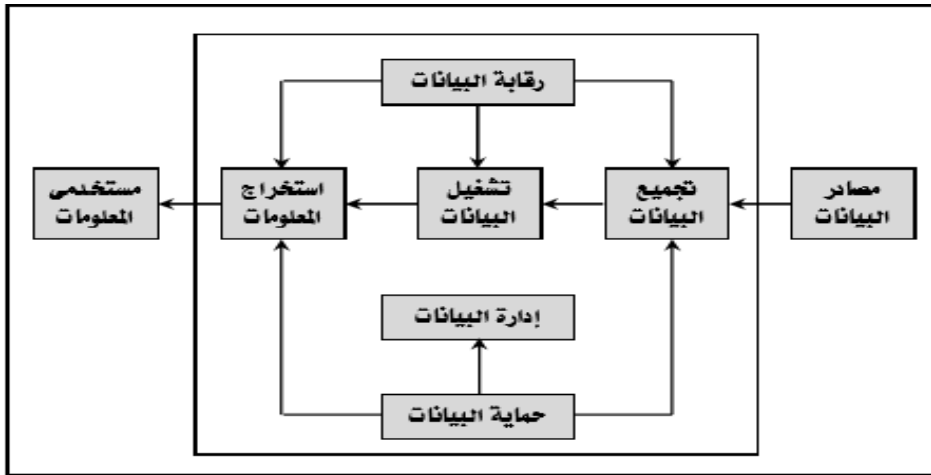 رقابة البيانات
مصادر
البيانات
تجميع
البيانات
تشغيل
البيانات
استخراج
المعلومات
مستخدمى
المعلومات
إدارة البيانات
حماية البيانات